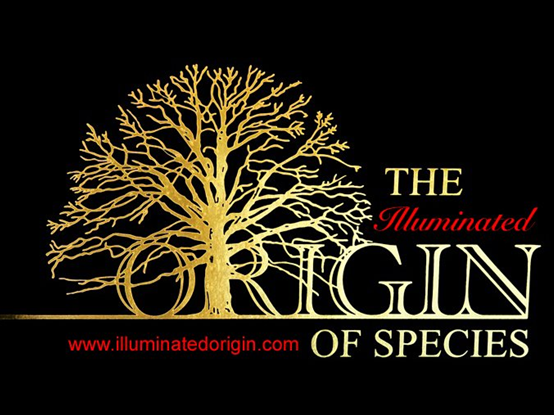 THE
Illuminated
ORIGIN
OF SPECIES
www.illuminatedorigin.com